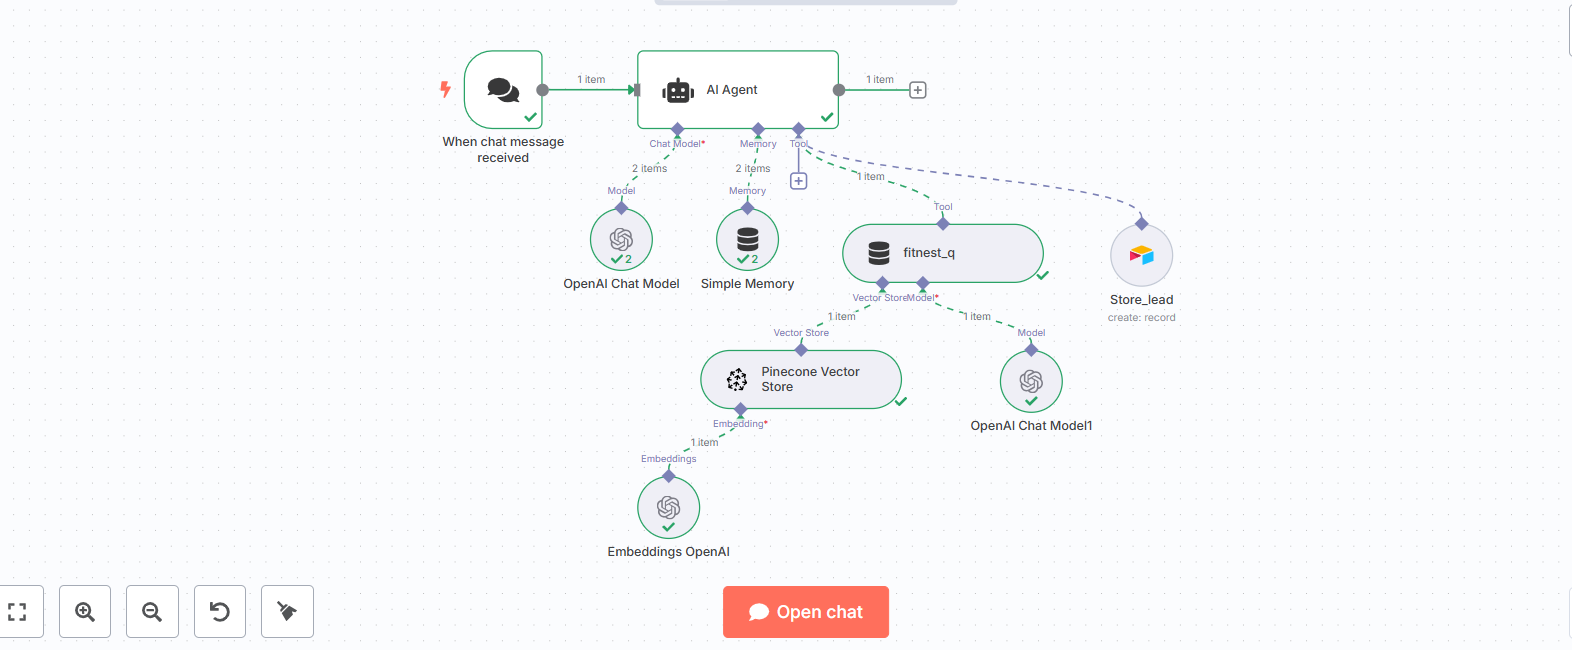 1 item
1 item
AI Agent
When chat message
received
Chat Model*
Memory
Tool
2 items
2 items
1 item
Model
Memory
Tool
2
2
fitnest_q
OpenAI Chat Model
Simple Memory
Store_lead
create: record
Vector Store
Model*
1 item
1 item
Vector Store
Model
Pinecone Vector
Store
Embedding*
OpenAI Chat Model1
1 item
Embeddings
Embeddings OpenAI
Open chat